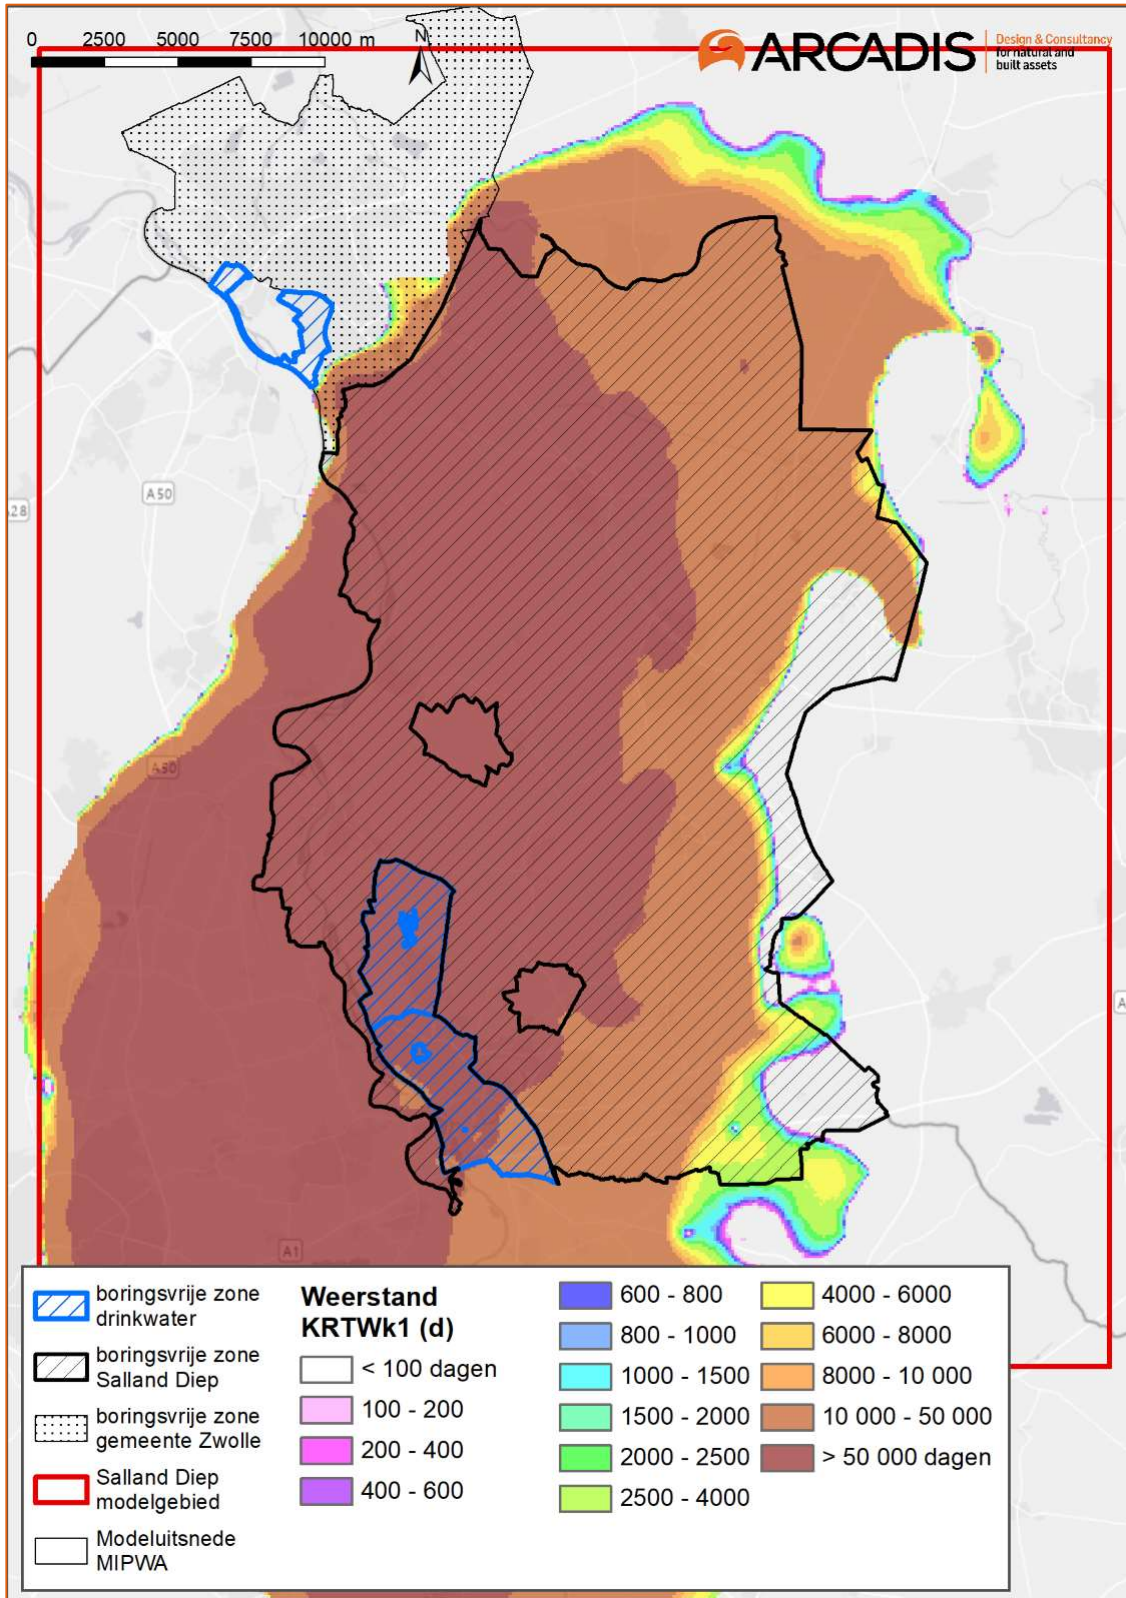 0 2500 5000 7500 10000 m
N
ARCADIS
Design & Consultancy
for natural and
built assets
A50
A28
A50
A
A1
boringsvrije zone
drinkwater
boringsvrije zone
Salland Diep
boringsvrije zone
gemeente Zwolle
Salland Diep
modelgebied
Modeluitsnede
MIPWA
Weerstand
KRTWk1 (d)
< 100 dagen
100 - 200
200 - 400
400 - 600
600 - 800
800 - 1000
1000 - 1500
1500 - 2000
2000 - 2500
2500 - 4000
4000 - 6000
6000 - 8000
8000 - 10 000
10 000 - 50 000
> 50 000 dagen